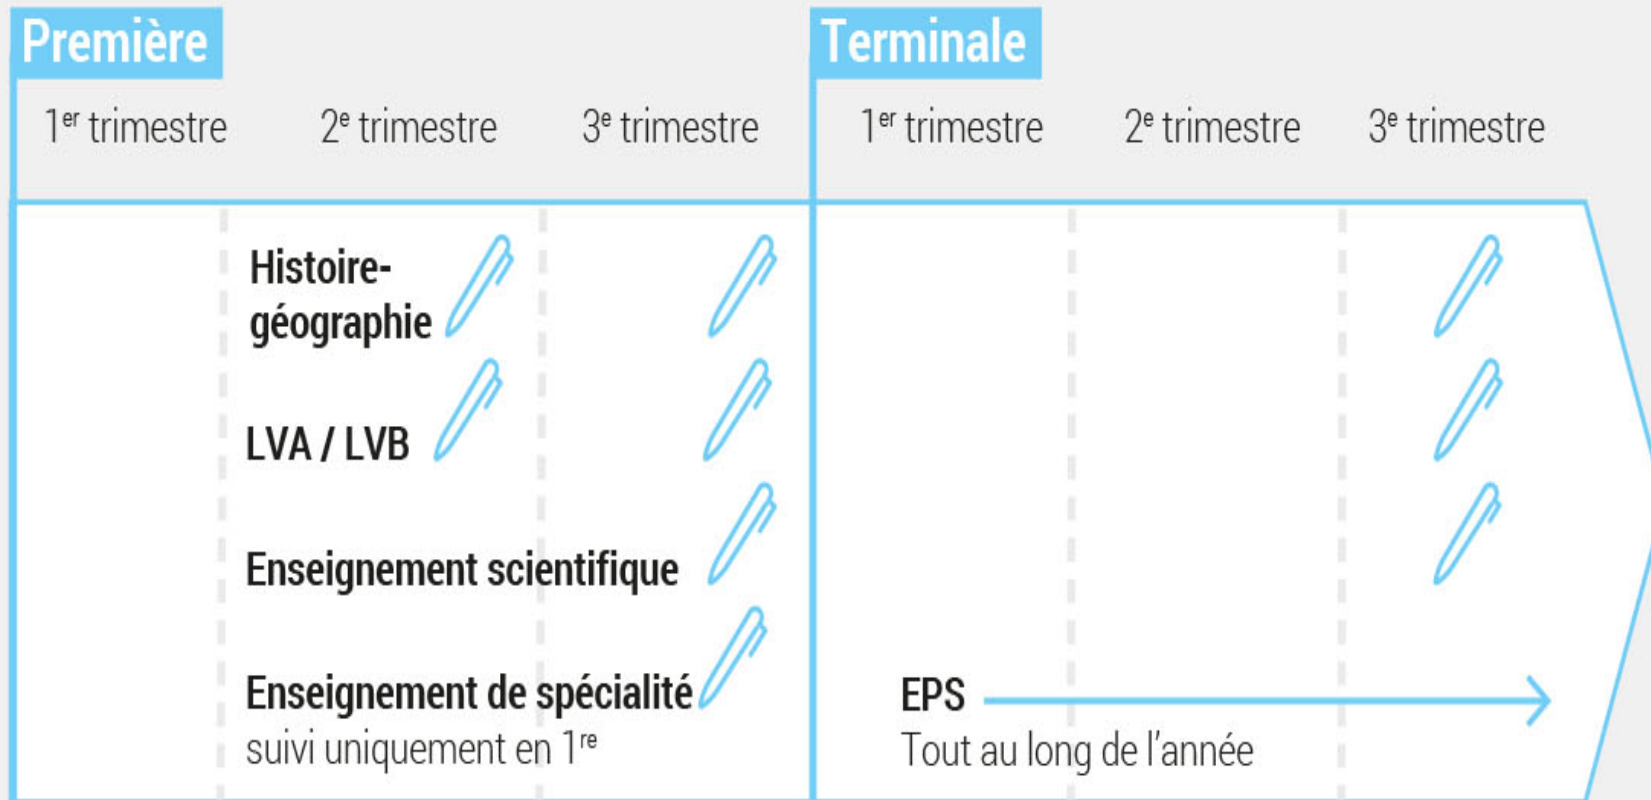 Première
Terminale
1er trimestre
2e trimestre
3e trimestre
1er trimestre
2e trimestre
3e trimestre
Histoire-
géographie
LVA / LVB
Enseignement scientifique
Enseignement de spécialité
suivi uniquement en 1re
EPS
Tout au long de l'année